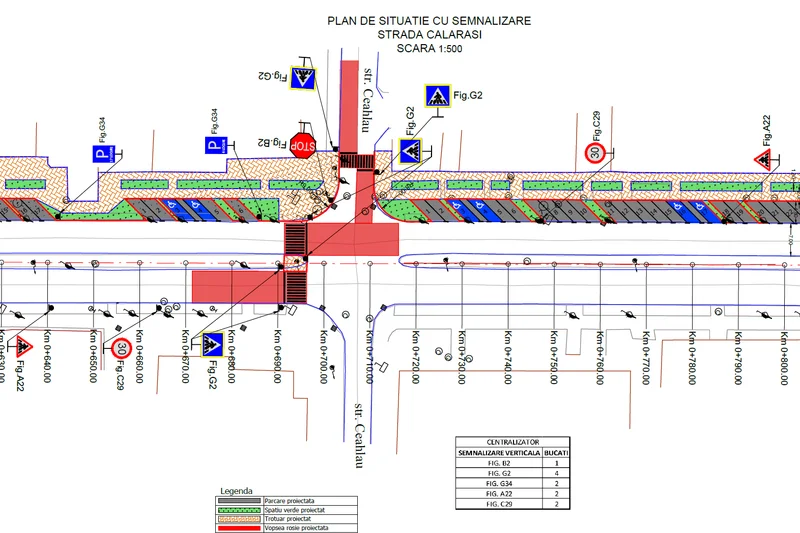 PLAN DE SITUATIE CU SEMNALIZARE
STRADA CALARASI
SCARA 1:500
Fig.G2
str. Ceahlau
Fig.G2
Fig.G34
P
Fig.G34
P
Fig.B2
STOP
Fig.G2
Fig.C29
30
Fig.A22
Km 0+630.00
Km 0+640.00
Km 0+650.00
Km 0+660.00
Km 0+670.00
Km 0+680.00
Km 0+690.00
Km 0+700.00
Km 0+710.00
Km 0+720.00
Km 0+730.00
Km 0+740.00
Km 0+750.00
Km 0+760.00
Km 0+770.00
Km 0+780.00
Km 0+790.00
Km 0+800.00
Fig.A22
30
Fig.C29
Fig.G2
str. Ceahlau
CENTRALIZATOR
SEMNALIZARE VERTICALA BUCATI
FIG. B2 1
FIG. G2 4
FIG. G34 2
FIG. A22 2
FIG. C29 2
Legenda
Parcare proiectata
Spatiu verde proiectat
Trotuar proiectat
Vopsea rosie proiectata